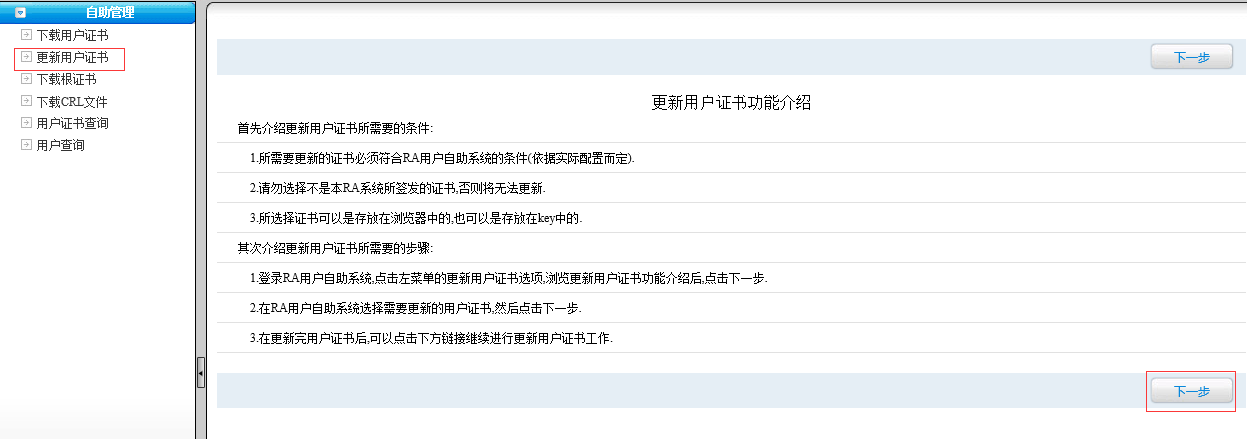 自助管理
下载用户证书
更新用户证书
下载根证书
下载CRL文件
用户证书查询
用户查询
下一步
更新用户证书功能介绍
首先介绍更新用户证书所需要的条件:
1.所需要更新的证书必须符合RA用户自助系统的条件(依据实际配置而定).
2.请勿选择不是本RA系统所签发的证书,否则将无法更新.
3.所选择证书可以是存放在浏览器中的,也可以是存放在key中的.
其次介绍更新用户证书所需要的步骤:
1.登录RA用户自助系统,点击左菜单的更新用户证书选项,浏览更新用户证书功能介绍后,点击下一步.
2.在RA用户自助系统选择需要更新的用户证书,然后点击下一步.
3.在更新完用户证书后,可以点击下方链接继续进行更新用户证书工作.
下一步